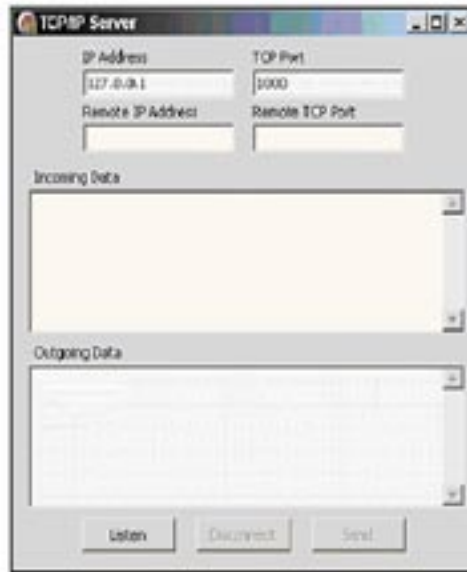 TCP/IP Server
IP Address TCP Port
127.0.0.1 1000
Remote IP Address Remote TCP Port
Incoming Data
Outgoing Data
Listen Disconnect Send